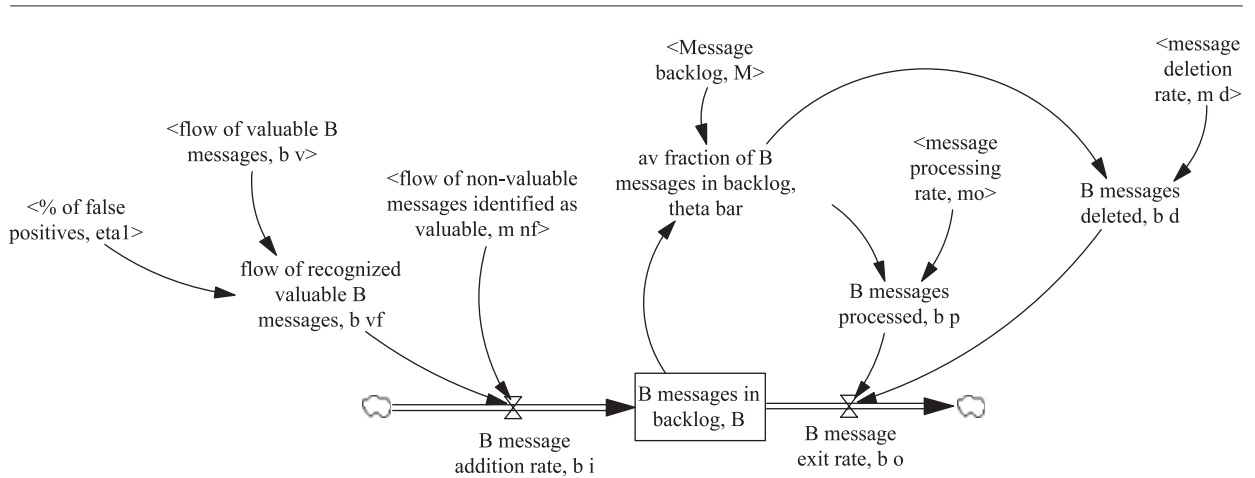 <Message
backlog, M>
<message
deletion
rate, m d>
<flow of valuable B
messages, b v>
<message
processing
rate, mo>
av fraction of B
messages in backlog,
theta bar
<flow of non-valuable
messages identified as
valuable, m nf>
B messages
deleted, b d
<% of false
positives, eta1>
flow of recognized
valuable B
messages, b vf
B messages
processed, b p
B messages in
backlog, B
B message
addition rate, b i
B message
exit rate, b o